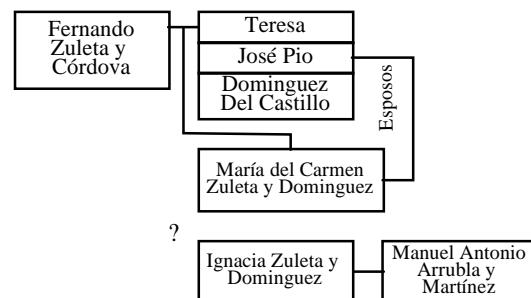 Fernando
Zuleta y
Córdova
Teresa
José Pio
Dominguez
Del Castillo
Esposos
María del Carmen
Zuleta y Dominguez
?
Ignacia Zuleta y
Dominguez
Manuel Antonio
Arrubla y
Martínez